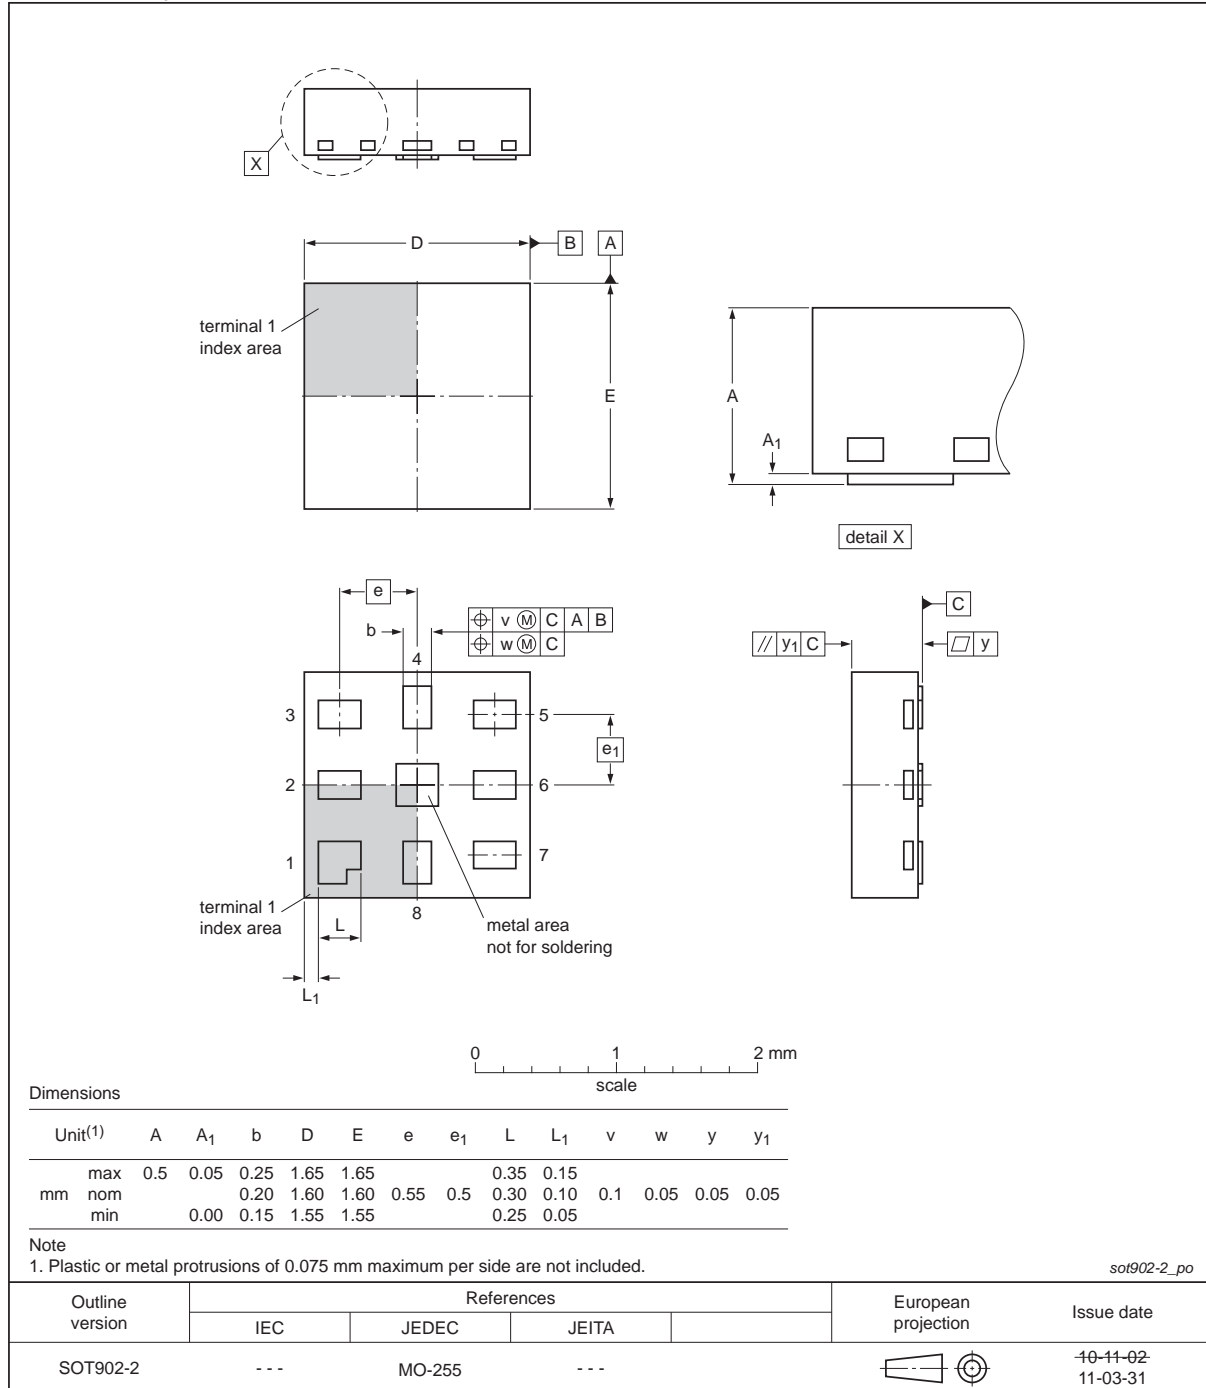 X
D
B
A
terminal 1
index area
E
A
A1
detail X
e
b
v M C A B
w M C
4
C
// y1 C
y
3
5
e1
2
6
1
7
terminal 1
index area
L
8
metal area
not for soldering
L1
0 1 2 mm
scale
Dimensions
Unit(1) A A1 b D E e e1 L L1 v w y y1
max 0.5 0.05 0.25 1.65 1.65 0.35 0.15
mm nom 0.20 1.60 1.60 0.55 0.5 0.30 0.10 0.1 0.05 0.05 0.05
min 0.00 0.15 1.55 1.55 0.25 0.05
Note
1. Plastic or metal protrusions of 0.075 mm maximum per side are not included.
sot902-2_po
Outline
version
References
IEC JEDEC JEITA
European
projection
Issue date
SOT902-2 - - - MO-255 - - -
10-11-02
11-03-31